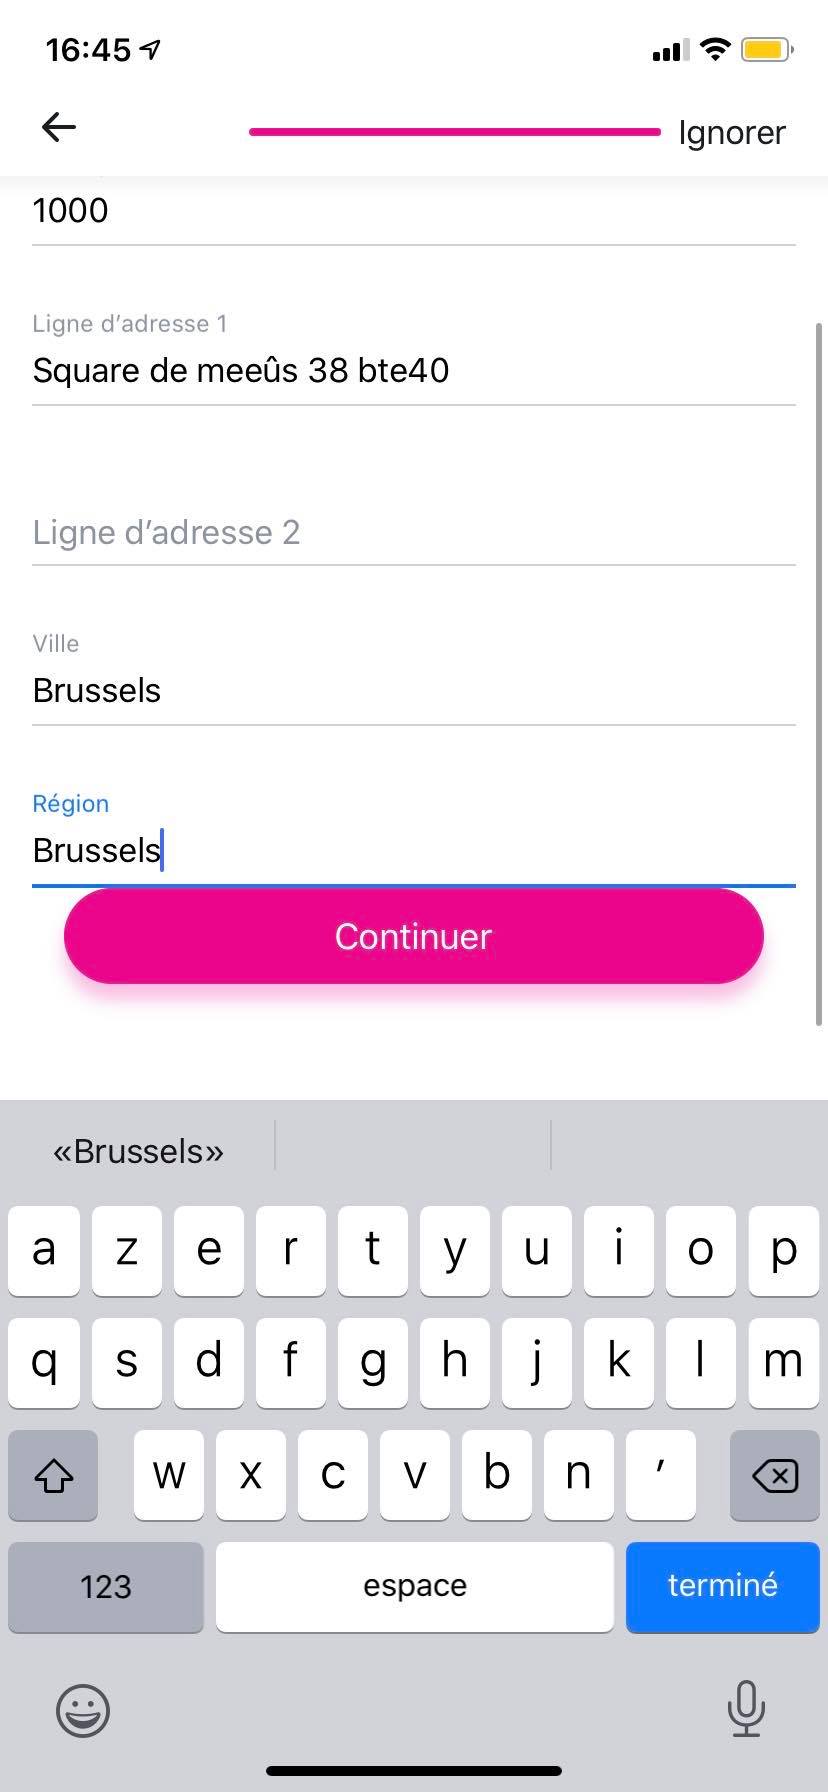 16:45
Ignorer
1000
Ligne d’adresse 1
Square de meeûs 38 bte40
Ligne d’adresse 2
Ville
Brussels
Région
Brussels
Continuer
«Brussels»
a z e r t y u i o p
q s d f g h j k l m
w x c v b n ′
123 espace terminé